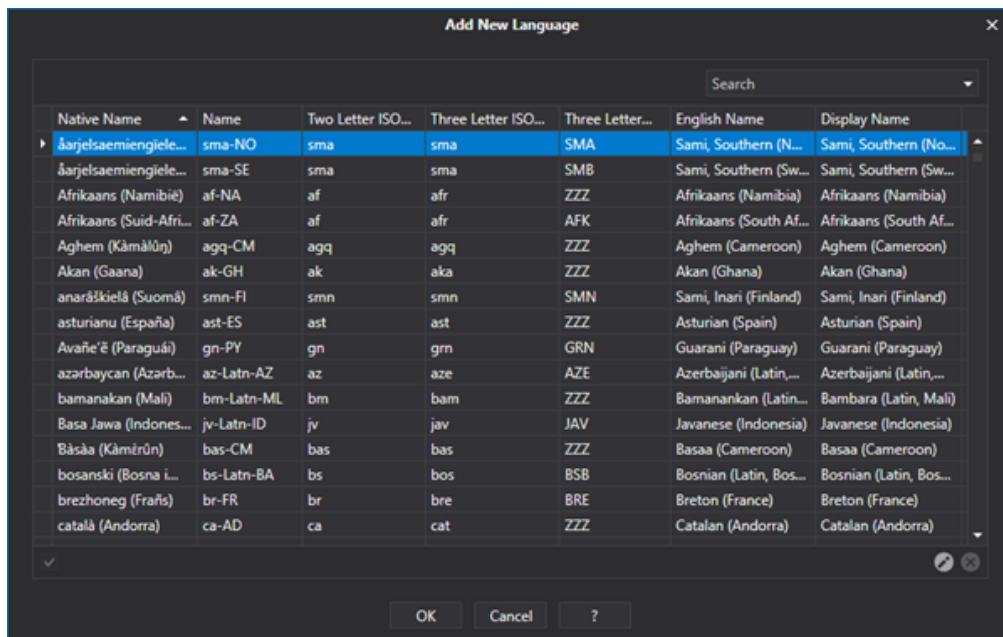 Add New Language
Search
Native Name Name Two Letter ISO... Three Letter ISO... Three Letter... English Name Display Name
åarjelsaemiengïele... sma-NO sma sma SMA Sami, Southern (N... Sami, Southern (No...
åarjelsaemiengïele... sma-SE sma sma SMB Sami, Southern (Sw... Sami, Southern (Sw...
Afrikaans (Namibië) af-NA af afr ZZZ Afrikaans (Namibia) Afrikaans (Namibia)
Afrikaans (Suid-Afri... af-ZA af afr AFK Afrikaans (South Af... Afrikaans (South Af...
Aghem (Kàmàlûŋ) agq-CM agq agq ZZZ Aghem (Cameroon) Aghem (Cameroon)
Akan (Gaana) ak-GH ak aka ZZZ Akan (Ghana) Akan (Ghana)
anarâškielâ (Suomâ) smn-FI smn smn SMN Sami, Inari (Finland) Sami, Inari (Finland)
asturianu (España) ast-ES ast ast ZZZ Asturian (Spain) Asturian (Spain)
Avañe’ẽ (Paraguái) gn-PY gn grn GRN Guarani (Paraguay) Guarani (Paraguay)
azərbaycan (Azərb... az-Latn-AZ az aze AZE Azerbaijani (Latin,... Azerbaijani (Latin,...
bamanakan (Mali) bm-Latn-ML bm bam ZZZ Bamanankan (Latin... Bambara (Latin, Mali)
Basa Jawa (Indones... jv-Latn-ID jv jav JAV Javanese (Indonesia) Javanese (Indonesia)
Ɓàsàa (Kàmɛ̀rûn) bas-CM bas bas ZZZ Basaa (Cameroon) Basaa (Cameroon)
bosanski (Bosna i... bs-Latn-BA bs bos BSB Bosnian (Latin, Bos... Bosnian (Latin, Bos...
brezhoneg (Frañs) br-FR br bre BRE Breton (France) Breton (France)
català (Andorra) ca-AD ca cat ZZZ Catalan (Andorra) Catalan (Andorra)
OK Cancel ?